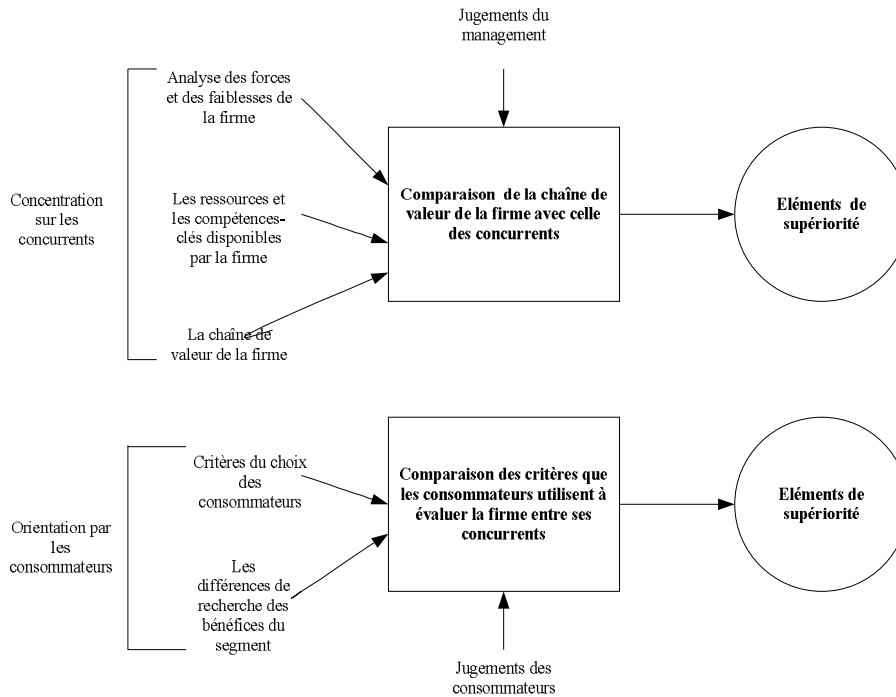 Jugements du
management
Analyse des forces
et des faiblesses de
la firme
Concentration
sur les
concurrents
Les ressources et
les compétences-
clés disponibles
par la firme
La chaîne de
valeur de la firme
Comparaison de la chaîne de
valeur de la firme avec celle
des concurrents
Eléments de
supériorité
Orientation par
les
consommateurs
Critères du choix
des
consommateurs
Les
différences de
recherche des
bénéfices du
segment
Comparaison des critères que
les consommateurs utilisent à
évaluer la firme entre ses
concurrents
Eléments de
supériorité
Jugements des
consommateurs